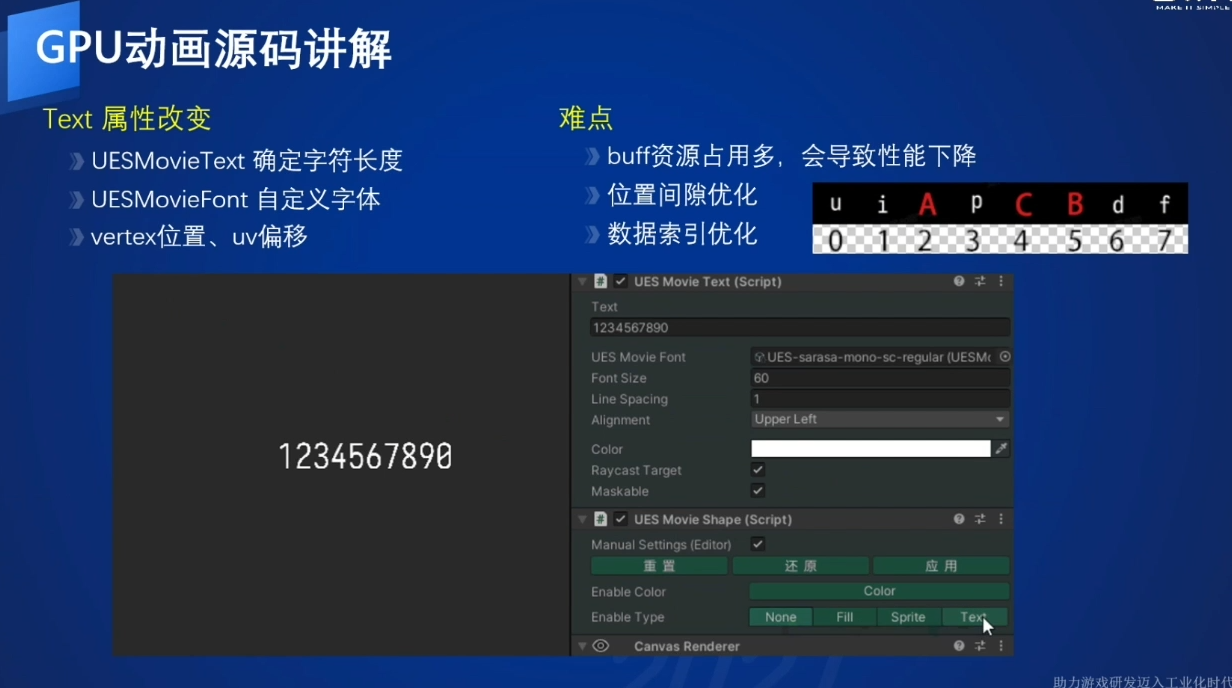 MAKE IT SIMPLE
GPU动画源码讲解
Text 属性改变
UESMovieText 确定字符长度
UESMovieFont 自定义字体
vertex位置、uv偏移
难点
buff资源占用多，会导致性能下降
位置间隙优化
数据索引优化
u i A p C B d f
0 1 2 3 4 5 6 7
1234567890
UES Movie Text (Script)
Text
1234567890
UES Movie Font UES-sarasa-mono-sc-regular (UESMo
Font Size 60
Line Spacing 1
Alignment Upper Left
Color
Raycast Target
Maskable
UES Movie Shape (Script)
Manual Settings (Editor)
重置 还原 应用
Enable Color Color
Enable Type None Fill Sprite Text
Canvas Renderer
助力游戏研发迈入工业化时代